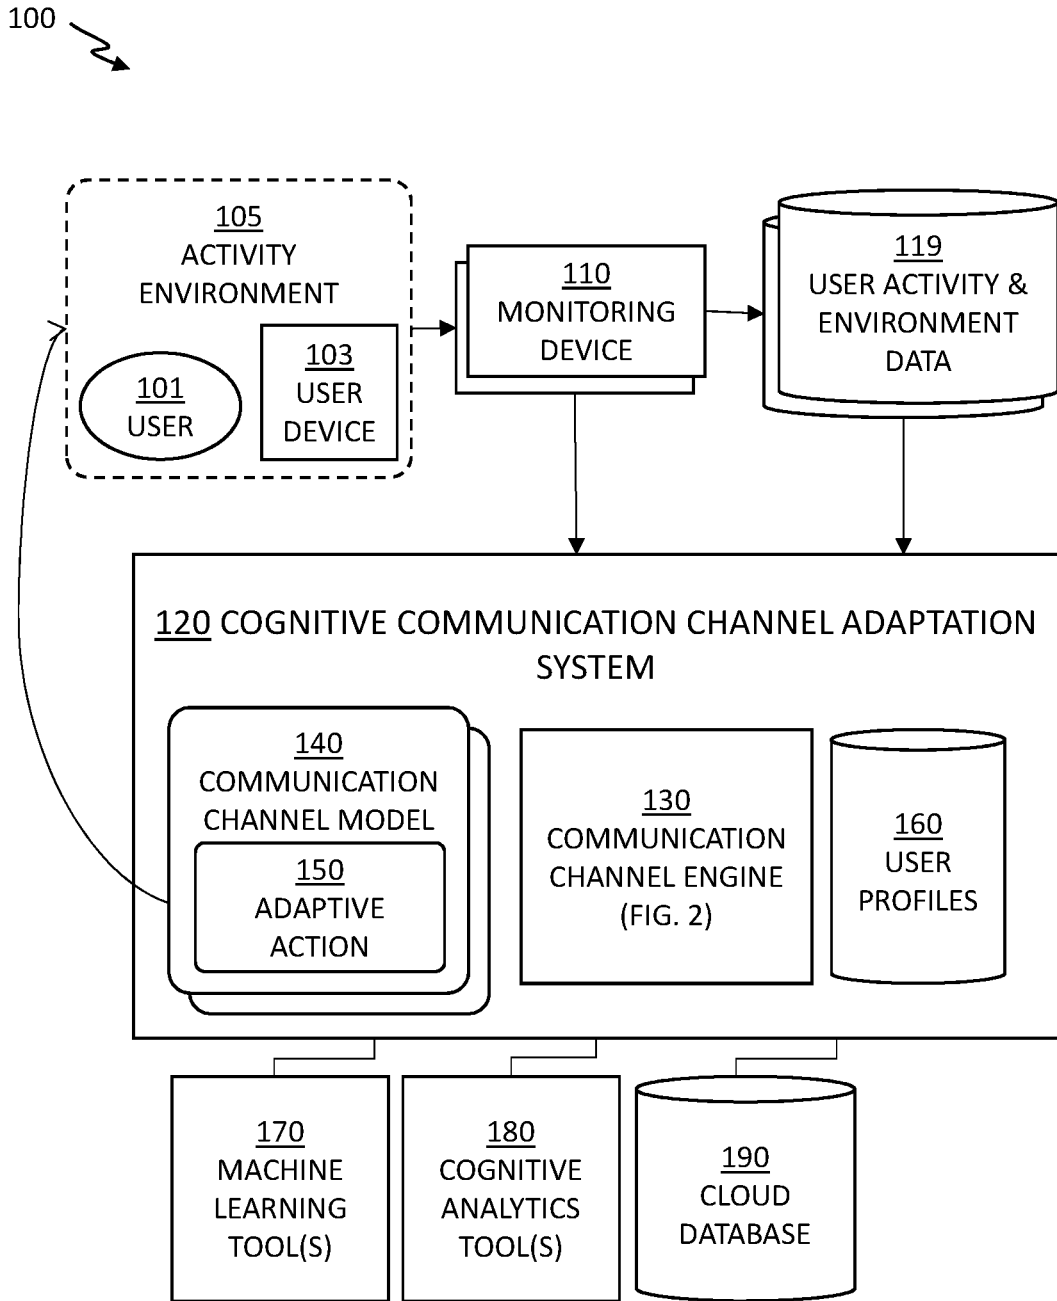 100
105
ACTIVITY
ENVIRONMENT
101
USER
103
USER
DEVICE
110
MONITORING
DEVICE
119
USER ACTIVITY &
ENVIRONMENT
DATA
120 COGNITIVE COMMUNICATION CHANNEL ADAPTATION
SYSTEM
140
COMMUNICATION
CHANNEL MODEL
150
ADAPTIVE
ACTION
130
COMMUNICATION
CHANNEL ENGINE
(FIG. 2)
160
USER
PROFILES
170
MACHINE
LEARNING
TOOL(S)
180
COGNITIVE
ANALYTICS
TOOL(S)
190
CLOUD
DATABASE